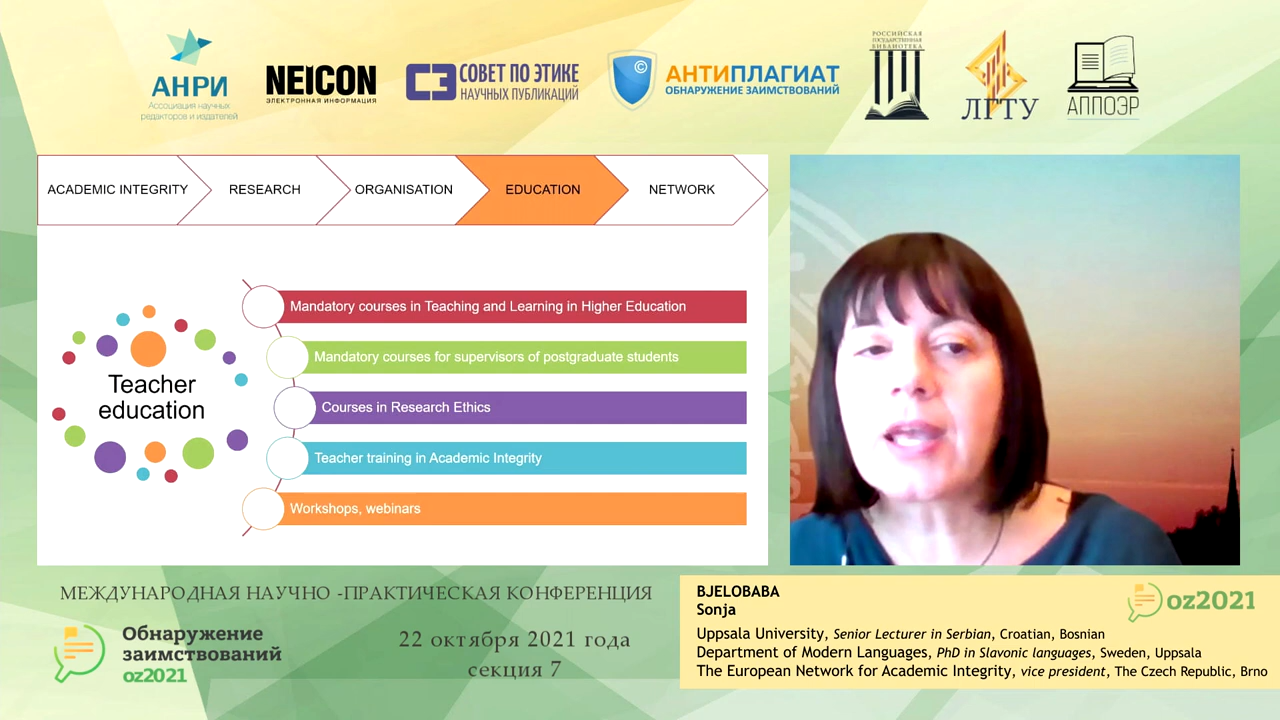 АНРИ
Ассоциация научных
редакторов и издателей
NEICON
ЭЛЕКТРОННАЯ ИНФОРМАЦИЯ
СЭ СОВЕТ ПО ЭТИКЕ
НАУЧНЫХ ПУБЛИКАЦИЙ
©
АНТИПЛАГИАТ
ОБНАРУЖЕНИЕ ЗАИМСТВОВАНИЙ
РОССИЙСКАЯ
ГОСУДАРСТВЕННАЯ
БИБЛИОТЕКА
ЛГТУ
АППОЭР
ACADEMIC INTEGRITY
RESEARCH
ORGANISATION
EDUCATION
NETWORK
Teacher
education
Mandatory courses in Teaching and Learning in Higher Education
Mandatory courses for supervisors of postgraduate students
Courses in Research Ethics
Teacher training in Academic Integrity
Workshops, webinars
МЕЖДУНАРОДНАЯ НАУЧНО -ПРАКТИЧЕСКАЯ КОНФЕРЕНЦИЯ
Обнаружение
заимствований
oz2021
22 октября 2021 года
секция 7
BJELOBABA
Sonja
oz2021
Uppsala University, Senior Lecturer in Serbian, Croatian, Bosnian
Department of Modern Languages, PhD in Slavonic languages, Sweden, Uppsala
The European Network for Academic Integrity, vice president, The Czech Republic, Brno